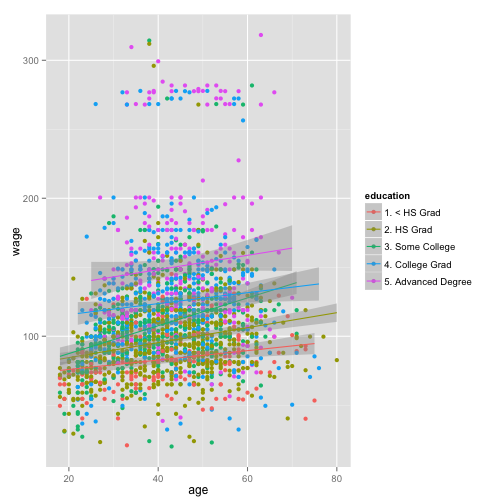 300
200
100
wage
20
40
60
80
age
education
1. < HS Grad
2. HS Grad
3. Some College
4. College Grad
5. Advanced Degree